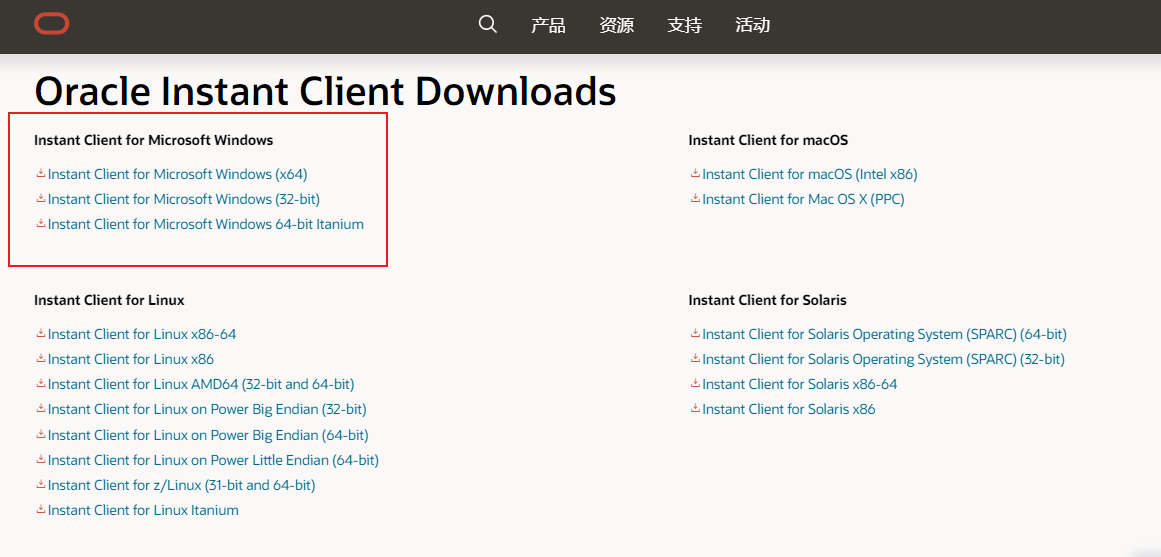 产品 资源 支持 活动
Oracle Instant Client Downloads
Instant Client for Microsoft Windows
Instant Client for Microsoft Windows (x64)
Instant Client for Microsoft Windows (32-bit)
Instant Client for Microsoft Windows 64-bit Itanium
Instant Client for macOS
Instant Client for macOS (Intel x86)
Instant Client for Mac OS X (PPC)
Instant Client for Linux
Instant Client for Linux x86-64
Instant Client for Linux x86
Instant Client for Linux AMD64 (32-bit and 64-bit)
Instant Client for Linux on Power Big Endian (32-bit)
Instant Client for Linux on Power Big Endian (64-bit)
Instant Client for Linux on Power Little Endian (64-bit)
Instant Client for z/Linux (31-bit and 64-bit)
Instant Client for Linux Itanium
Instant Client for Solaris
Instant Client for Solaris Operating System (SPARC) (64-bit)
Instant Client for Solaris Operating System (SPARC) (32-bit)
Instant Client for Solaris x86-64
Instant Client for Solaris x86